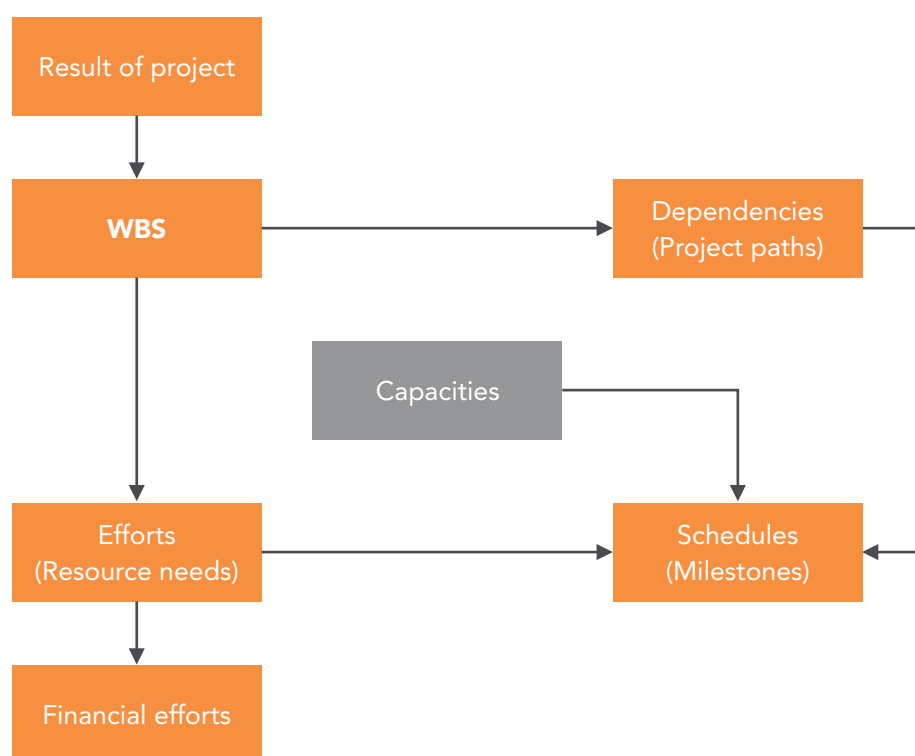 Result of project
WBS
Dependencies
(Project paths)
Capacities
Efforts
(Resource needs)
Schedules
(Milestones)
Financial efforts